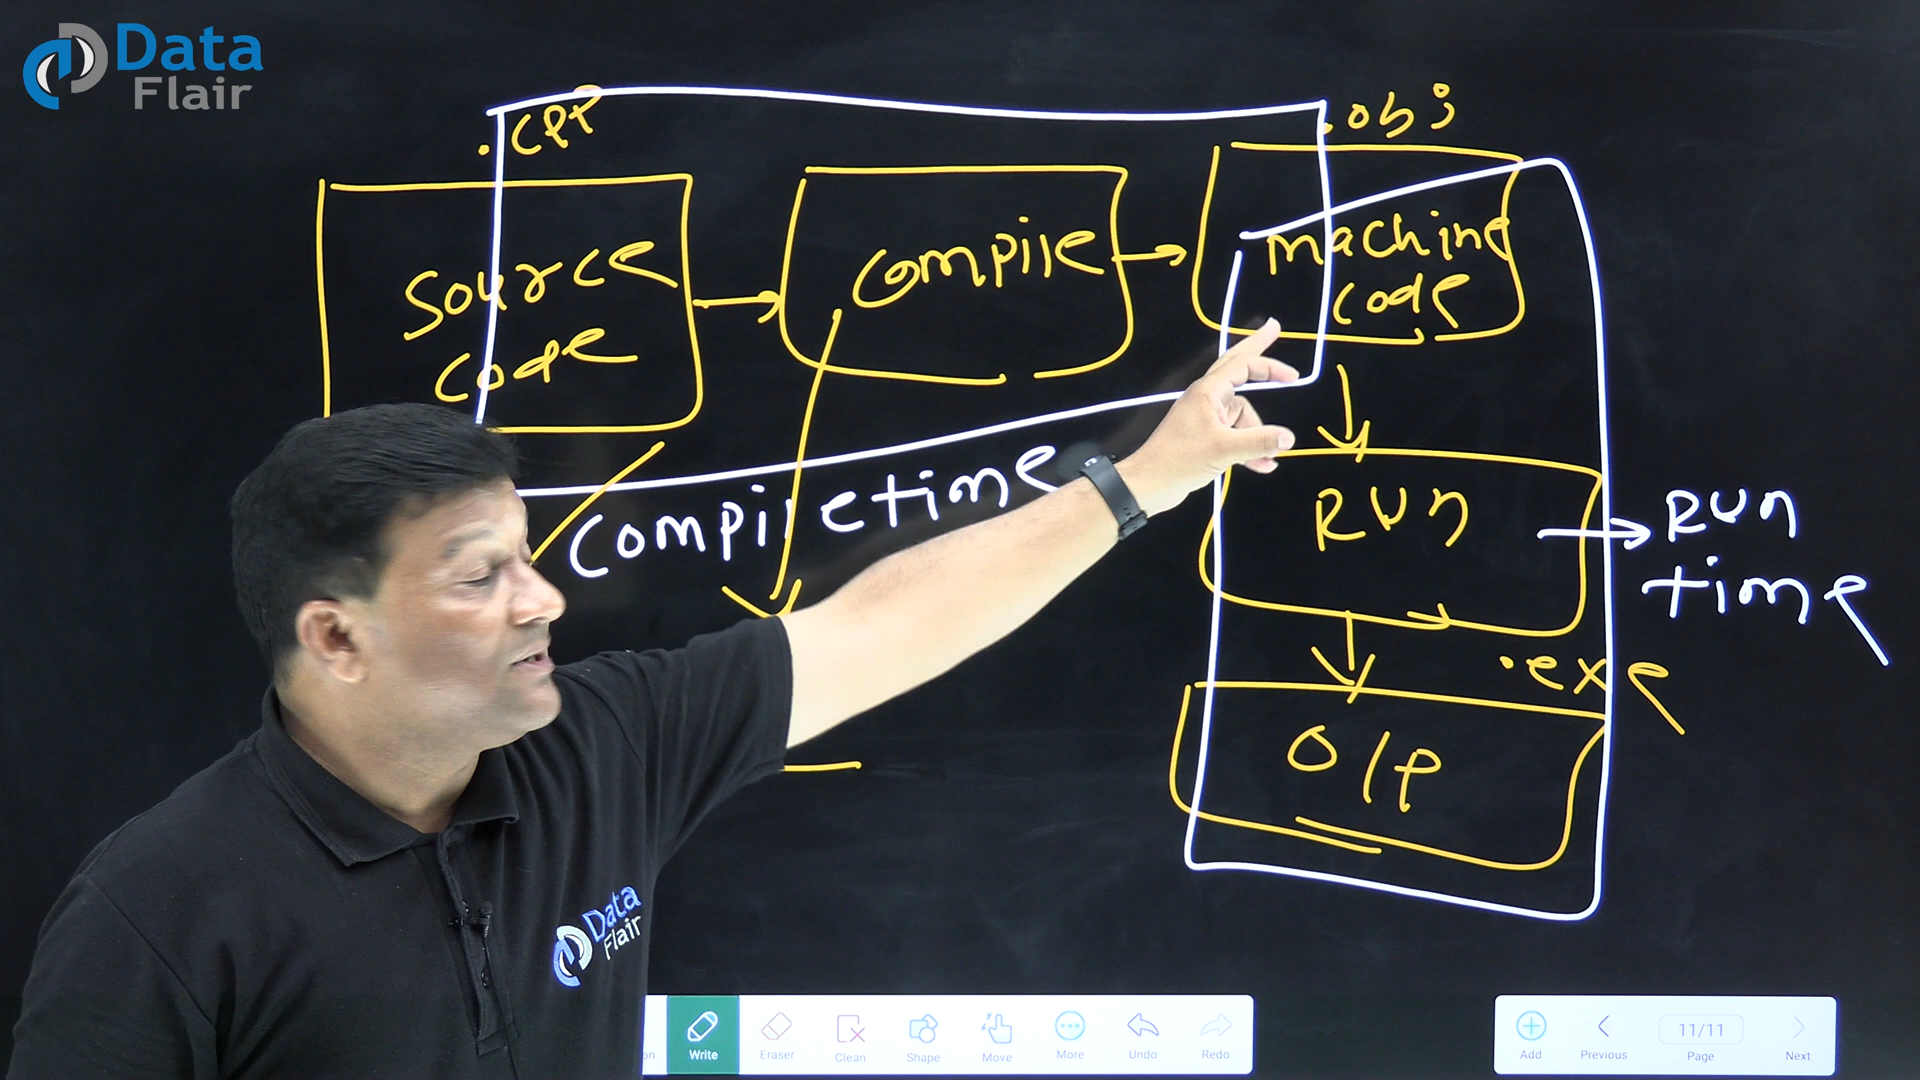 Data
Flair
.CPP
.obj
Source
Code
Compile
machine
code
Compiletime
Run
Run
time
.exe
O/P
Data
Flair
on
Write
Eraser
Clean
Shape
Move
More
Undo
Redo
Add
Previous
11/11
Page
Next